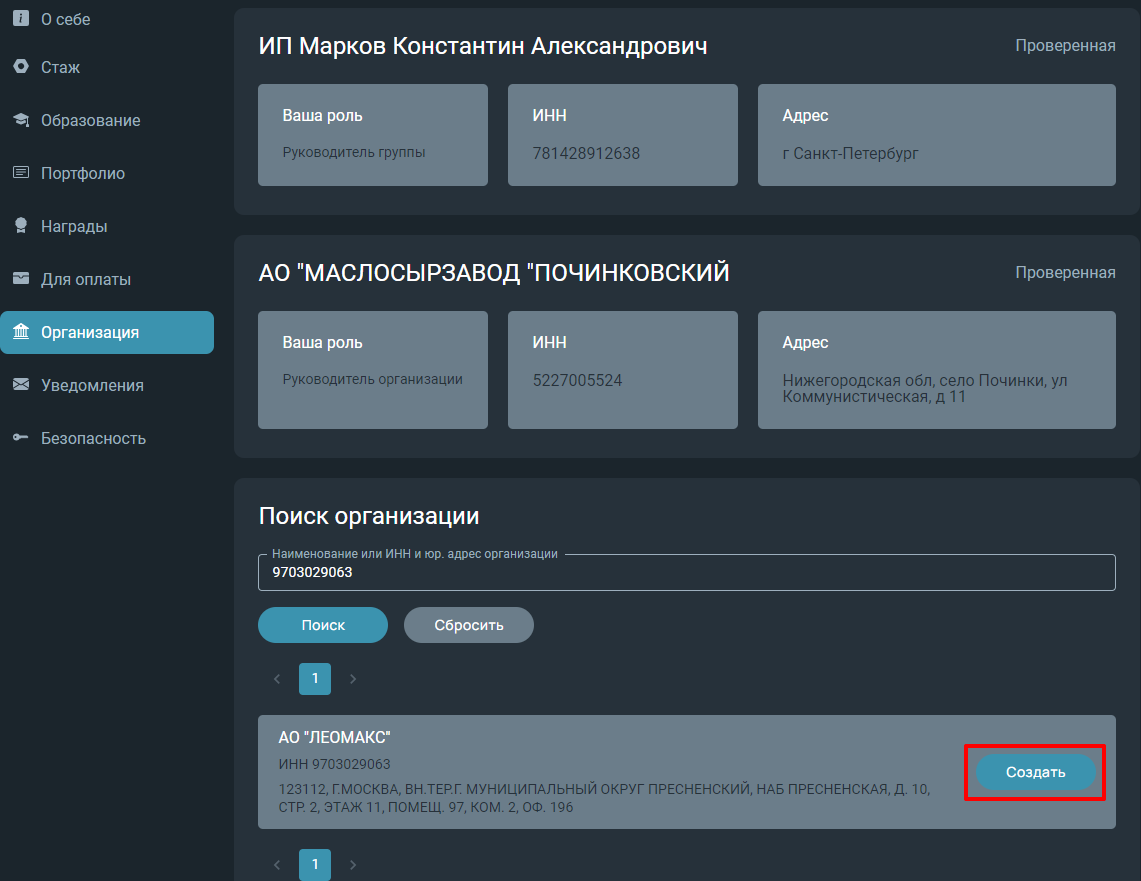 О себе
Стаж
Образование
Портфолио
Награды
Для оплаты
Организация
Уведомления
Безопасность
ИП Марков Константин Александрович
Проверенная
Ваша роль
Руководитель группы
ИНН
781428912638
Адрес
г Санкт-Петербург
АО "МАСЛОСЫРЗАВОД "ПОЧИНКОВСКИЙ
Проверенная
Ваша роль
Руководитель организации
ИНН
5227005524
Адрес
Нижегородская обл, село Починки, ул
Коммунистическая, д 11
Поиск организации
Наименование или ИНН и юр. адрес организации
9703029063
Поиск
Сбросить
1
АО "ЛЕОМАКС"
ИНН 9703029063
123112, Г.МОСКВА, ВН.ТЕР.Г. МУНИЦИПАЛЬНЫЙ ОКРУГ ПРЕСНЕНСКИЙ, НАБ ПРЕСНЕНСКАЯ, Д. 10,
СТР. 2, ЭТАЖ 11, ПОМЕЩ. 97, КОМ. 2, ОФ. 196
Создать
1